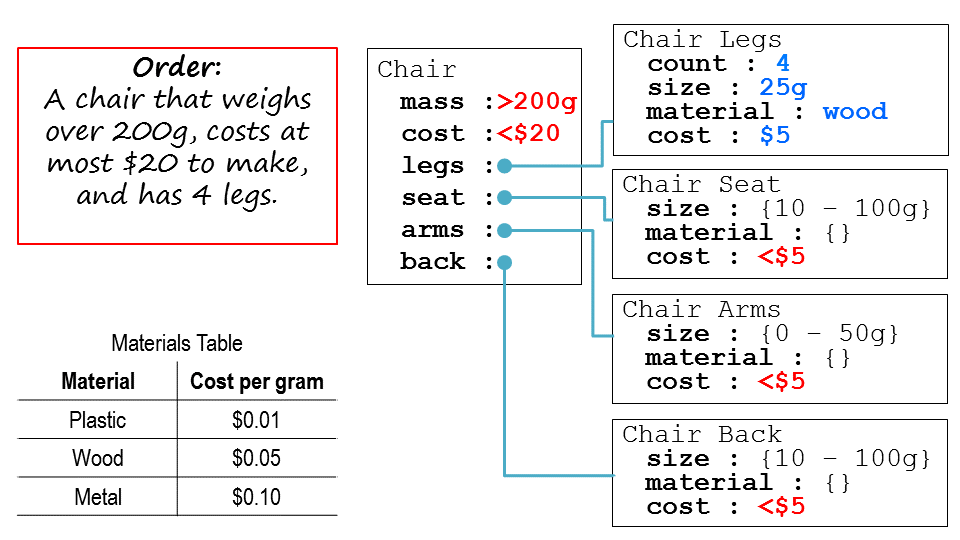 Order:
A chair that weighs
over 200g, costs at
most $20 to make,
and has 4 legs.
Materials Table
Material Cost per gram
Plastic $0.01
Wood $0.05
Metal $0.10
Chair
mass :>200g
cost :<$20
legs :
seat :
arms :
back :
Chair Legs
count : 4
size : 25g
material : wood
cost : $5
Chair Seat
size : {10 – 100g}
material : {}
cost : <$5
Chair Arms
size : {0 – 50g}
material : {}
cost : <$5
Chair Back
size : {10 – 100g}
material : {}
cost : <$5